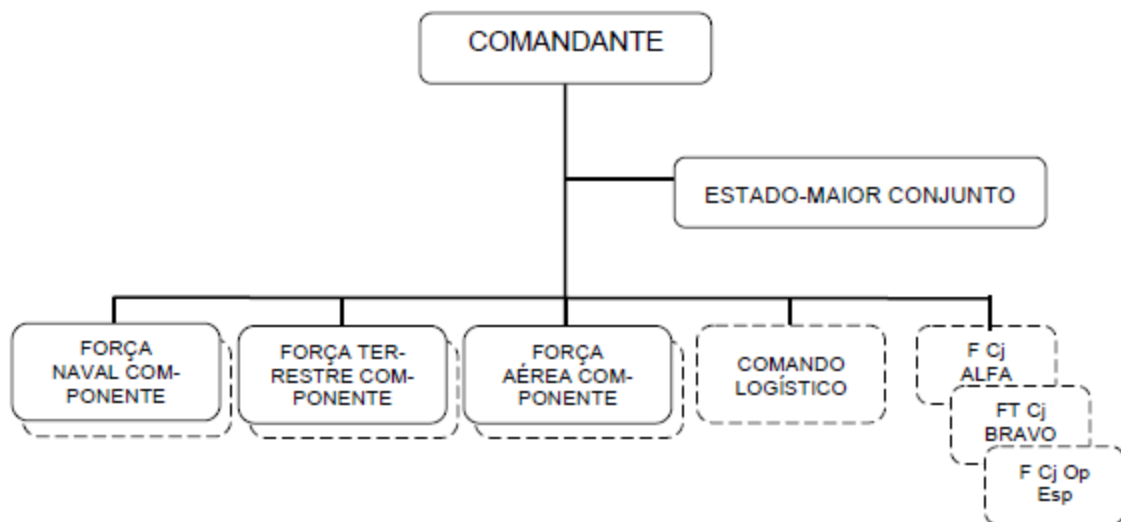 COMANDANTE
ESTADO-MAIOR CONJUNTO
FORÇA
NAVAL COM-
PONENTE
FORÇA TER-
RESTRE COM-
PONENTE
FORÇA
AÉREA COM-
PONENTE
COMANDO
LOGÍSTICO
F Cj
ALFA
FT Cj
BRAVO
F Cj Op
Esp